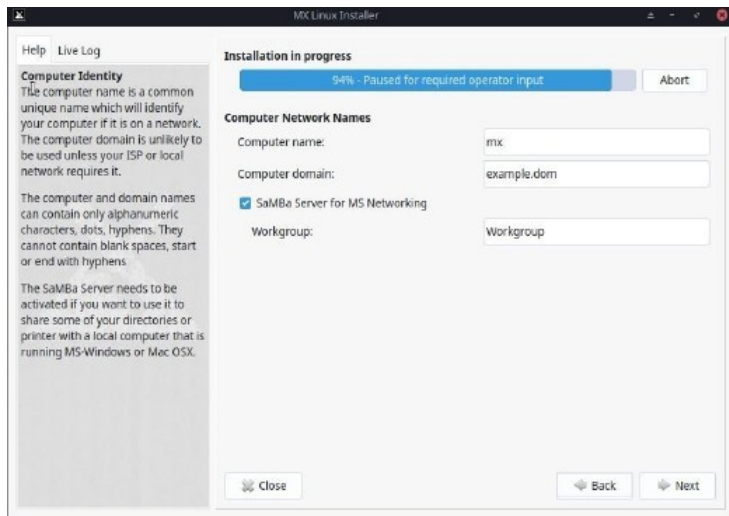 MX Linux Installer
Help Live Log
Computer Identity
The computer name is a common
unique name which will identify
your computer if it is on a network.
The computer domain is unlikely to
be used unless your ISP or local
network requires it.
The computer and domain names
can contain only alphanumeric
characters, dots, hyphens. They
cannot contain blank spaces, start
or end with hyphens
The SaMBa Server needs to be
activated if you want to use it to
share some of your directories or
printer with a local computer that is
running MS-Windows or Mac OSX.
Installation in progress
94% - Paused for required operator input
Abort
Computer Network Names
Computer name: mx
Computer domain: example.dom
SaMBa Server for MS Networking
Workgroup: Workgroup
Close Back Next